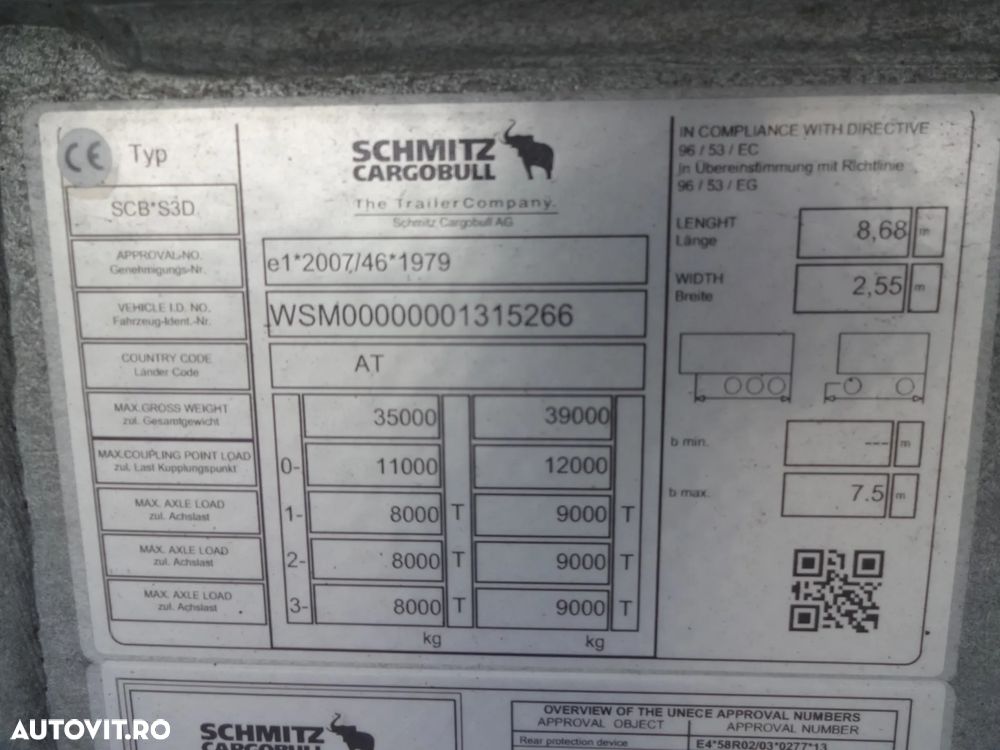 CE Typ
SCB*S3D
SCHMITZ
CARGOBULL
The TrailerCompany.
Schmitz Cargobull AG
APPROVAL-NO.
Genehmigungs-Nr.
e1*2007/46*1979
VEHICLE I.D. NO.
Fahrzeug-Ident.-Nr.
WSM00000001315266
COUNTRY CODE
Länder Code
AT
MAX.GROSS WEIGHT
zul. Gesamtgewicht
35000 39000
MAX.COUPLING POINT LOAD
zul. Last Kupplungspunkt
0- 11000 12000
MAX. AXLE LOAD
zul. Achslast
1- 8000 T 9000 T
MAX. AXLE LOAD
zul. Achslast
2- 8000 T 9000 T
MAX. AXLE LOAD
zul. Achslast
3- 8000 T 9000 T
kg kg
IN COMPLIANCE WITH DIRECTIVE
96 / 53 / EC
in Übereinstimmung mit Richtlinie
96 / 53 / EG
LENGHT
Länge
8,68 m
WIDTH
Breite
2,55 m
b min. --- m
b max. 7.5 m
SCHMITZ
CARGOBULL
OVERVIEW OF THE UNECE APPROVAL NUMBERS
APPROVAL OBJECT APPROVAL NUMBER
Rear protection device E4*58R02/03*0277*13
AUTOVIT.RO